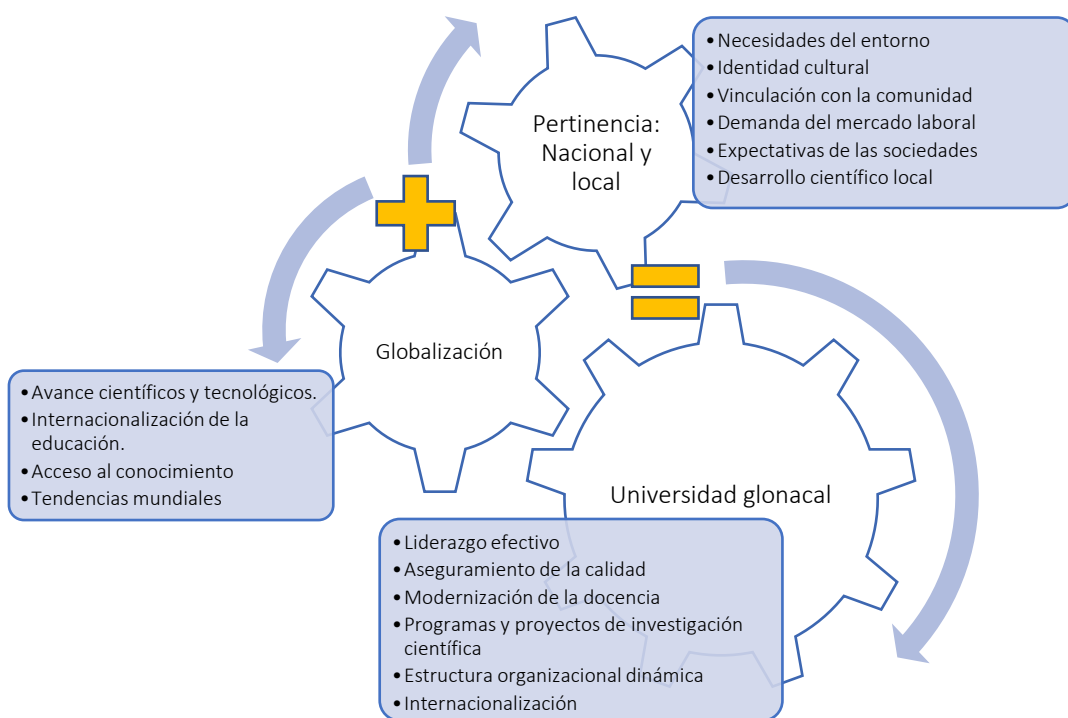 Pertinencia:
Nacional y
local
• Necesidades del entorno
• Identidad cultural
• Vinculación con la comunidad
• Demanda del mercado laboral
• Expectativas de las sociedades
• Desarrollo científico local
Globalización
• Avance científicos y tecnológicos.
• Internacionalización de la
educación.
• Acceso al conocimiento
• Tendencias mundiales
Universidad glonacal
• Liderazgo efectivo
• Aseguramiento de la calidad
• Modernización de la docencia
• Programas y proyectos de investigación
científica
• Estructura organizacional dinámica
• Internacionalización